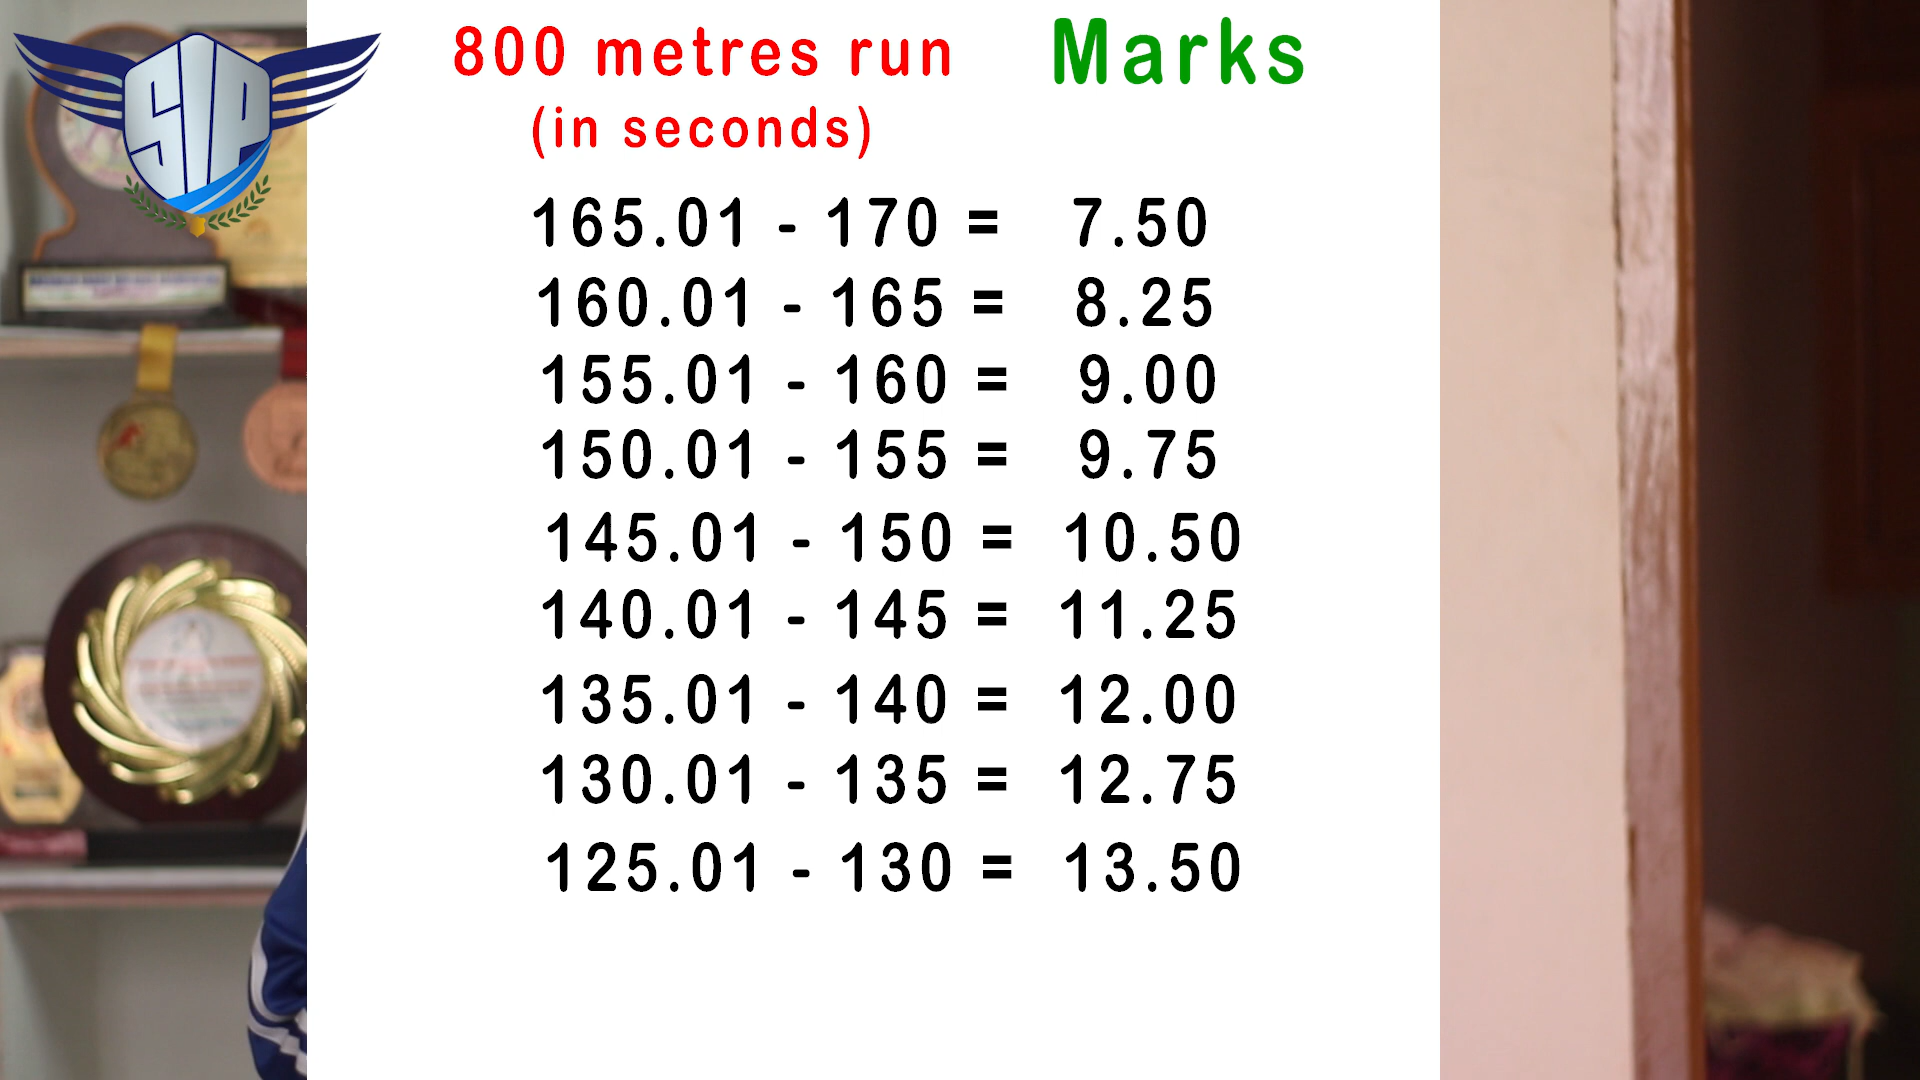 SIP
800 metres run Marks
(in seconds)
165.01 - 170 = 7.50
160.01 - 165 = 8.25
155.01 - 160 = 9.00
150.01 - 155 = 9.75
145.01 - 150 = 10.50
140.01 - 145 = 11.25
135.01 - 140 = 12.00
130.01 - 135 = 12.75
125.01 - 130 = 13.50